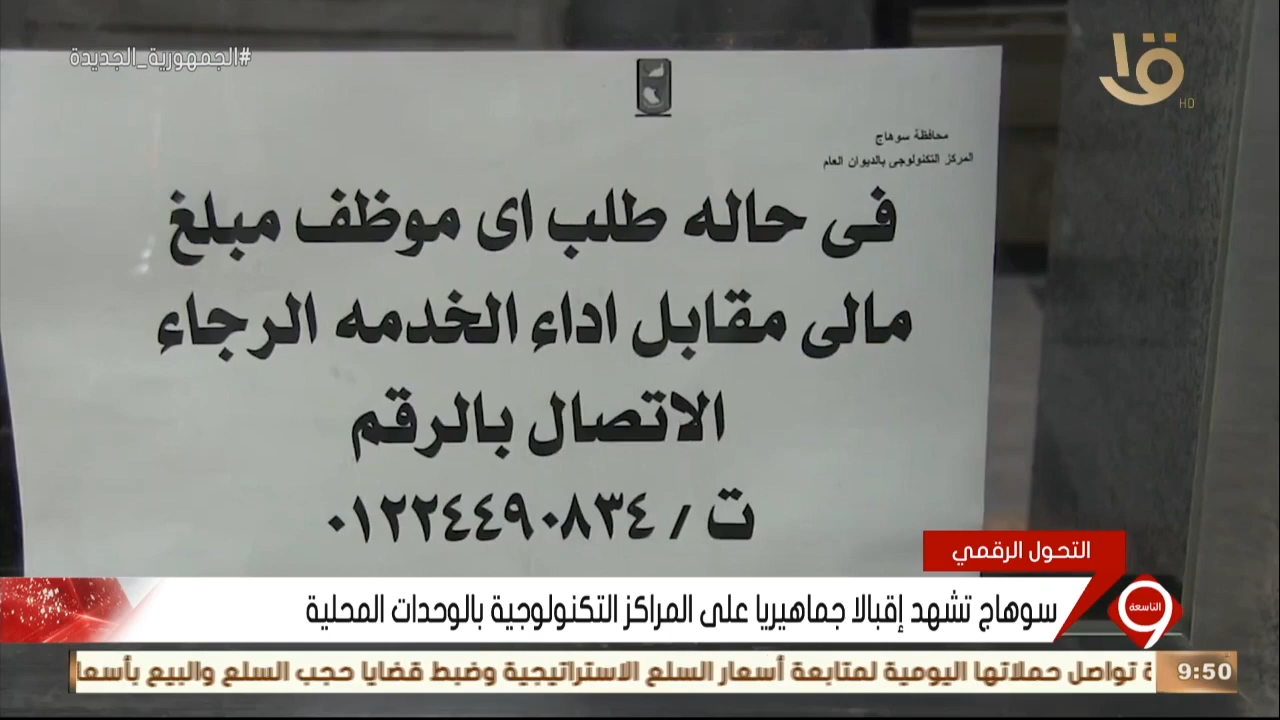 #الجمهورية_الجديدة
HD
محافظة سوهاج
المركز التكنولوجى بالديوان العام
فى حاله طلب اى موظف مبلغ
مالى مقابل اداء الخدمه الرجاء
الاتصال بالرقم
ت / ٠١٢٢٤٤٩٠٨٣٤
التحول الرقمي
التاسعة
9
سوهاج تشهد إقبالا جماهيريا على المراكز التكنولوجية بالوحدات المحلية
9:50
ة تواصل حملاتها اليومية لمتابعة أسعار السلع الاستراتيجية وضبط قضايا حجب السلع والبيع بأسعا